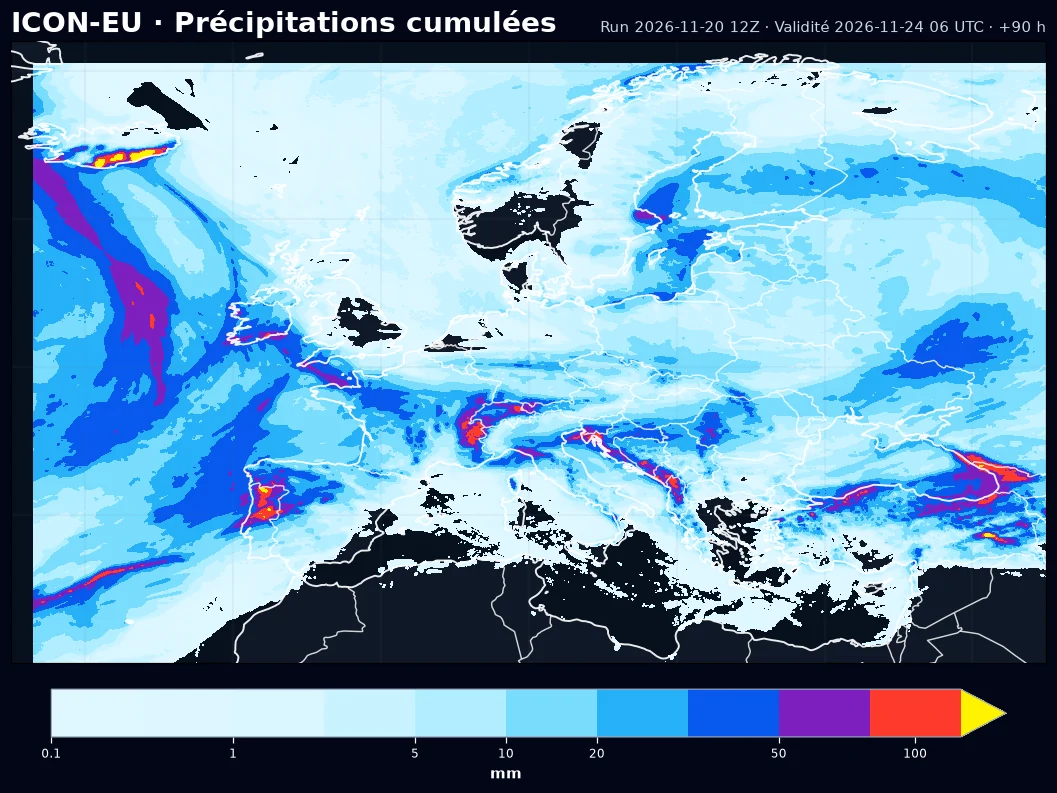 ICON-EU · Précipitations cumulées
Run 2026-11-20 12Z · Validité 2026-11-24 06 UTC · +90 h
0.1 1 5 10 20 50 100
mm